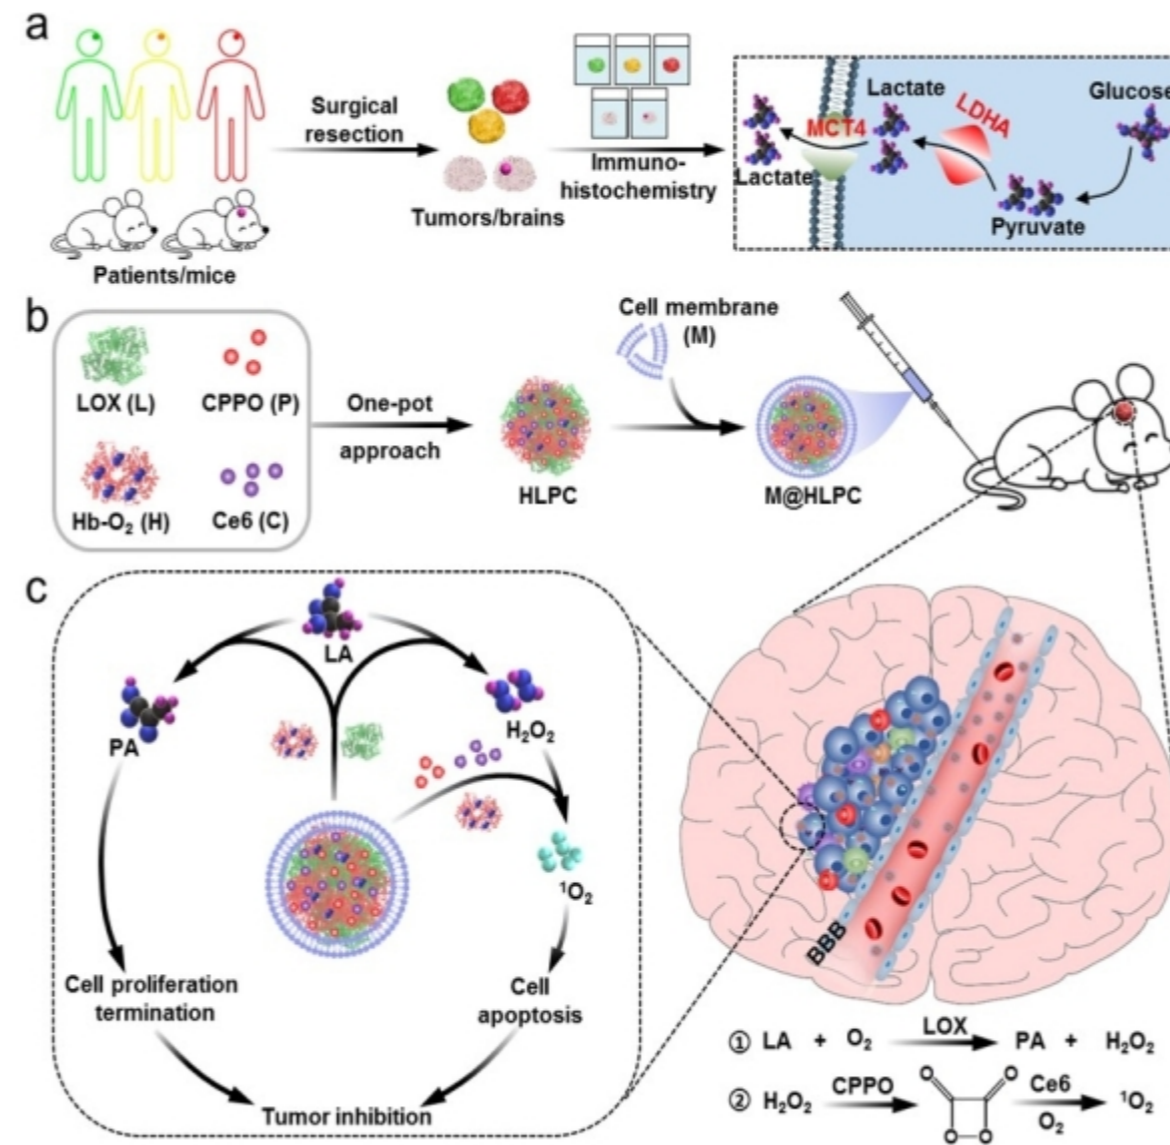 a
Surgical
resection
Tumors/brains
Immuno-
histochemistry
Patients/mice
Lactate
MCT4
Lactate
LDHA
Glucose
Pyruvate
b
LOX (L)
CPPO (P)
Hb-O₂ (H)
Ce6 (C)
One-pot
approach
HLPC
Cell membrane
(M)
M@HLPC
c
LA
PA
H₂O₂
¹O₂
Cell proliferation
termination
Cell
apoptosis
Tumor inhibition
BBB
① LA + O₂ LOX PA + H₂O₂
② H₂O₂ CPPO O O O O Ce6 O₂ ¹O₂